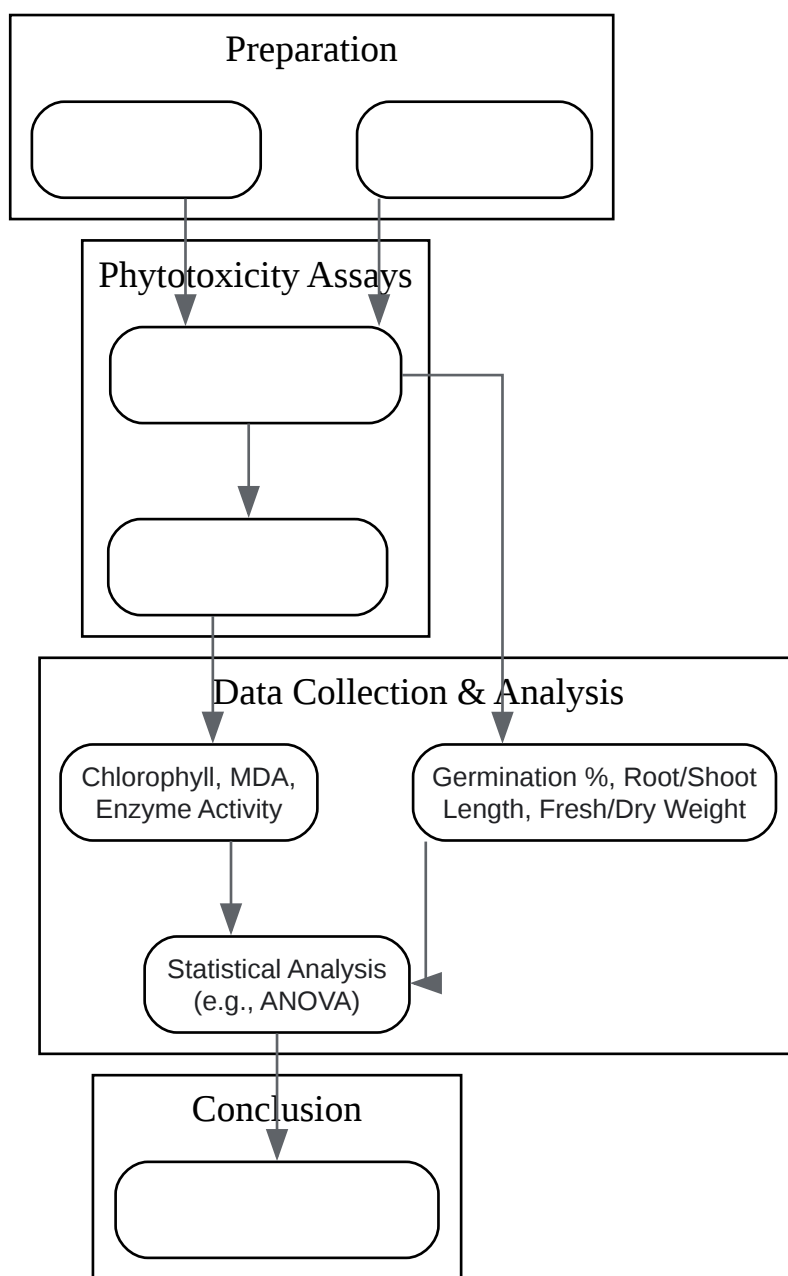 Preparation
Phytotoxicity Assays
Data Collection & Analysis
Chlorophyll, MDA,
Enzyme Activity
Germination %, Root/Shoot
Length, Fresh/Dry Weight
Statistical Analysis
(e.g., ANOVA)
Conclusion